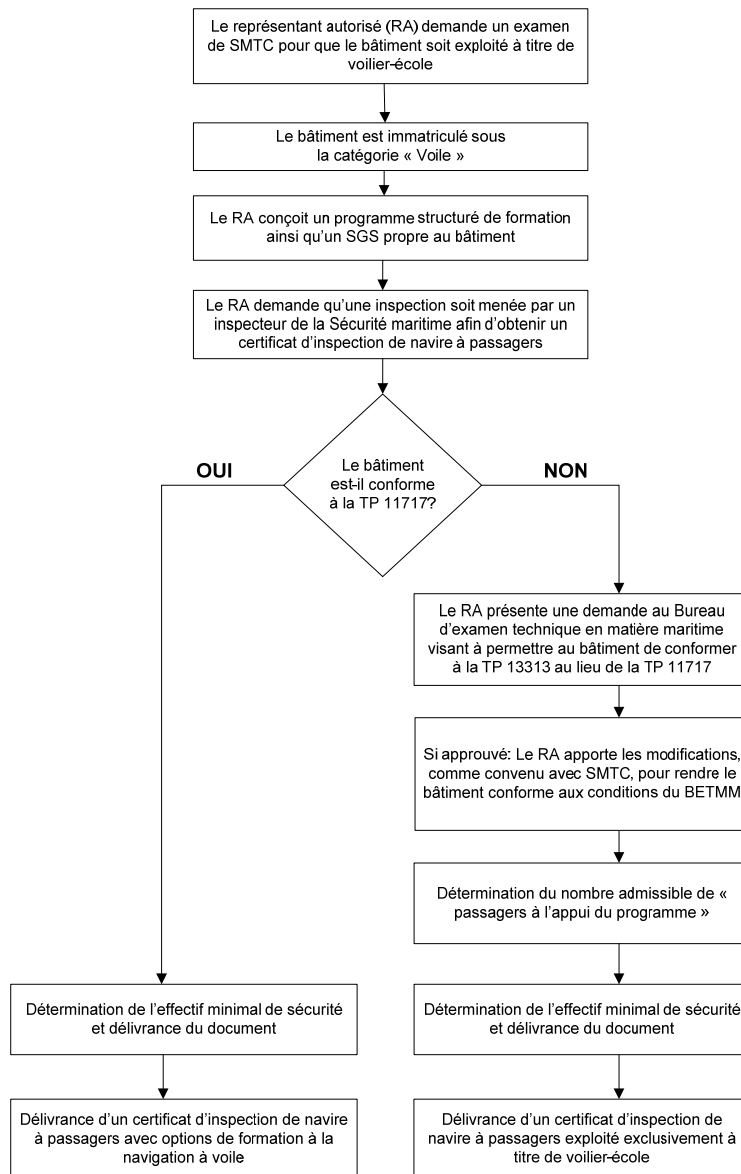 Le représentant autorisé (RA) demande un examen
de SMTC pour que le bâtiment soit exploité à titre de
voilier-école
Le bâtiment est immatriculé sous
la catégorie « Voile »
Le RA conçoit un programme structuré de formation
ainsi qu'un SGS propre au bâtiment
Le RA demande qu'une inspection soit menée par un
inspecteur de la Sécurité maritime afin d'obtenir un
certificat d'inspection de navire à passagers
OUI
Le bâtiment
est-il conforme
à la TP 11717?
NON
Le RA présente une demande au Bureau
d'examen technique en matière maritime
visant à permettre au bâtiment de conformer
à la TP 13313 au lieu de la TP 11717
Si approuvé: Le RA apporte les modifications,
comme convenu avec SMTC, pour rendre le
bâtiment conforme aux conditions du BETMM
Détermination du nombre admissible de «
passagers à l'appui du programme »
Détermination de l'effectif minimal de sécurité
et délivrance du document
Détermination de l'effectif minimal de sécurité
et délivrance du document
Délivrance d'un certificat d'inspection de navire
à passagers avec options de formation à la
navigation à voile
Délivrance d'un certificat d'inspection de
navire à passagers exploité exclusivement à
titre de voilier-école